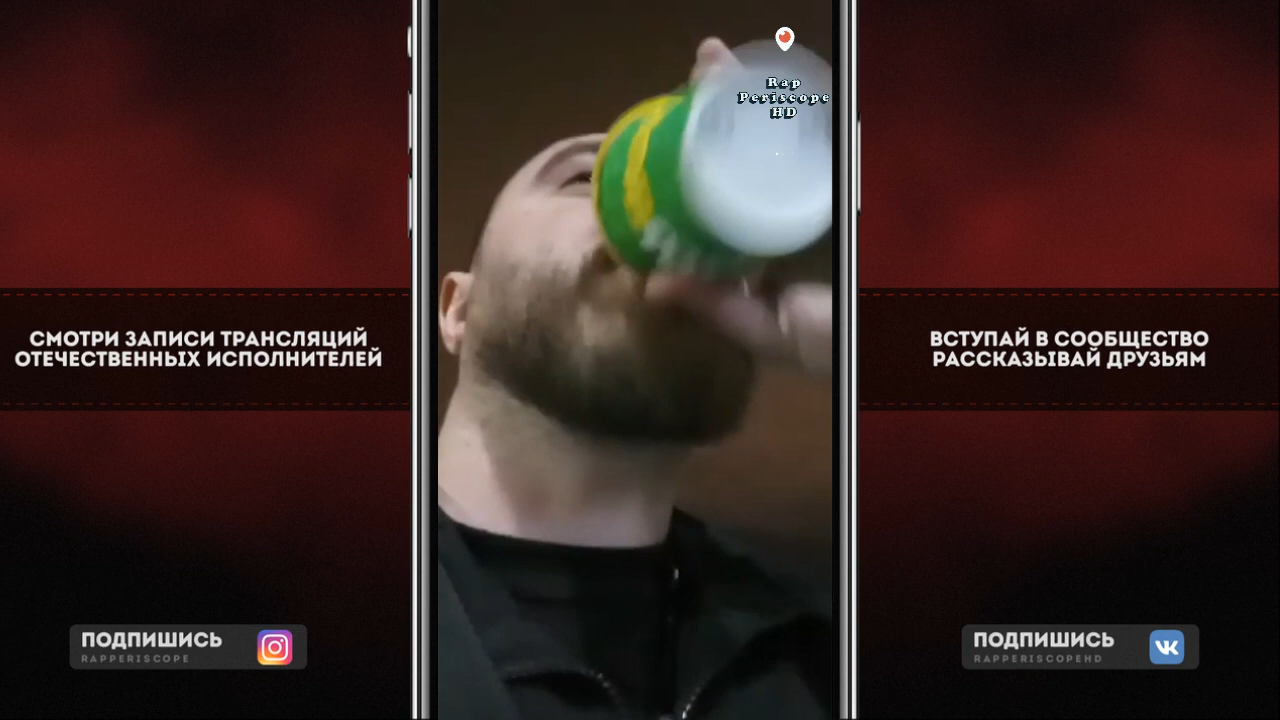 Rap
Periscope
HD
СМОТРИ ЗАПИСИ ТРАНСЛЯЦИЙ
ОТЕЧЕСТВЕННЫХ ИСПОЛНИТЕЛЕЙ
ВСТУПАЙ В СООБЩЕСТВО
РАССКАЗЫВАЙ ДРУЗЬЯМ
ПОДПИШИСЬ
RAPPERISCOPE
ПОДПИШИСЬ
RAPPERISCOPEHD